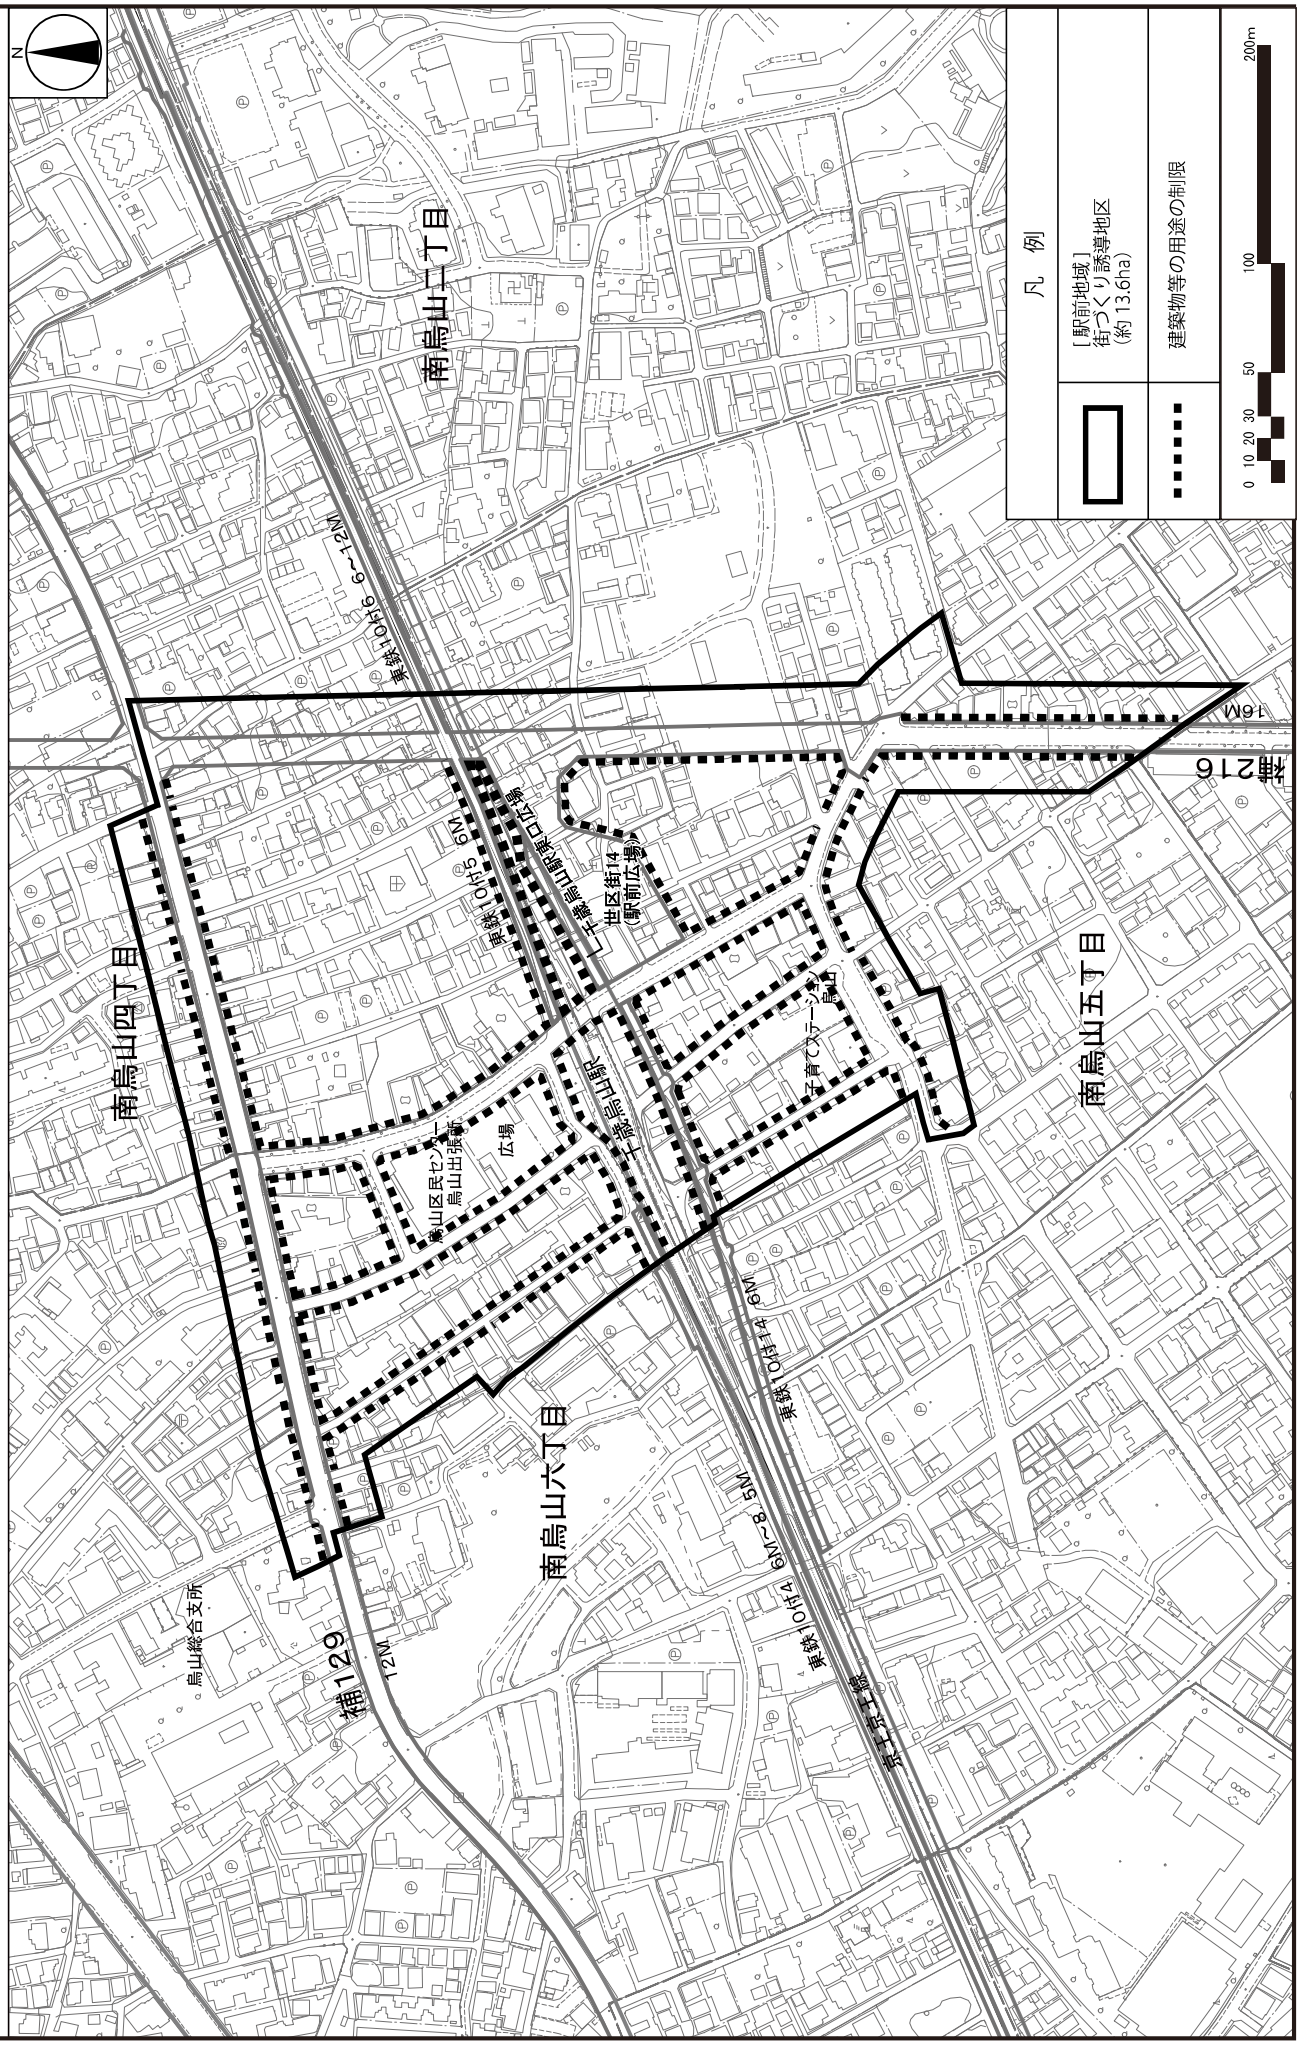 N
凡 例
[駅前地域]
街づくり誘導地区
(約 13.6ha)
建築物等の用途の制限
0 10 20 30 50 100 200m
南烏山二丁目
南烏山四丁目
南烏山五丁目
南烏山六丁目
東鉄10付6 6～12M
東鉄10付5 6M
千歳烏山駅東口広場
世区街14
(駅前広場)
子育てステーション
烏山
千歳烏山駅
烏山区民センター
烏山出張所
広場
東鉄10付14 6M
東鉄10付4 6M～8.5M
京王京王線
烏山総合支所
補129
12M
補216
16M